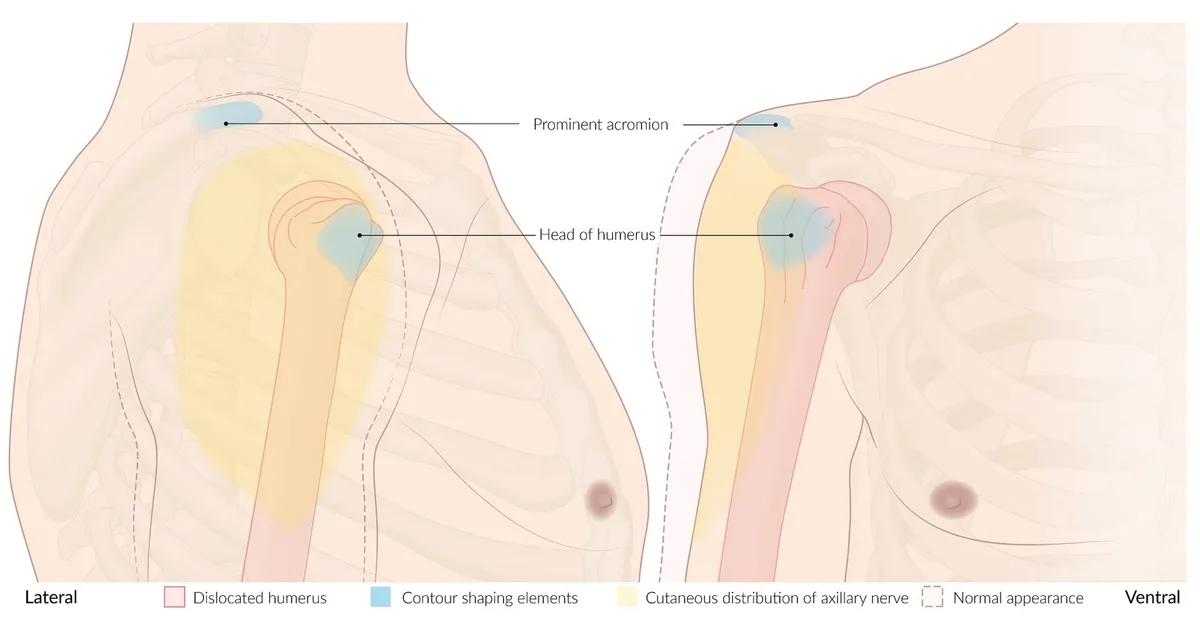 Prominent acromion
Head of humerus
Lateral
Dislocated humerus
Contour shaping elements
Cutaneous distribution of axillary nerve
Normal appearance
Ventral